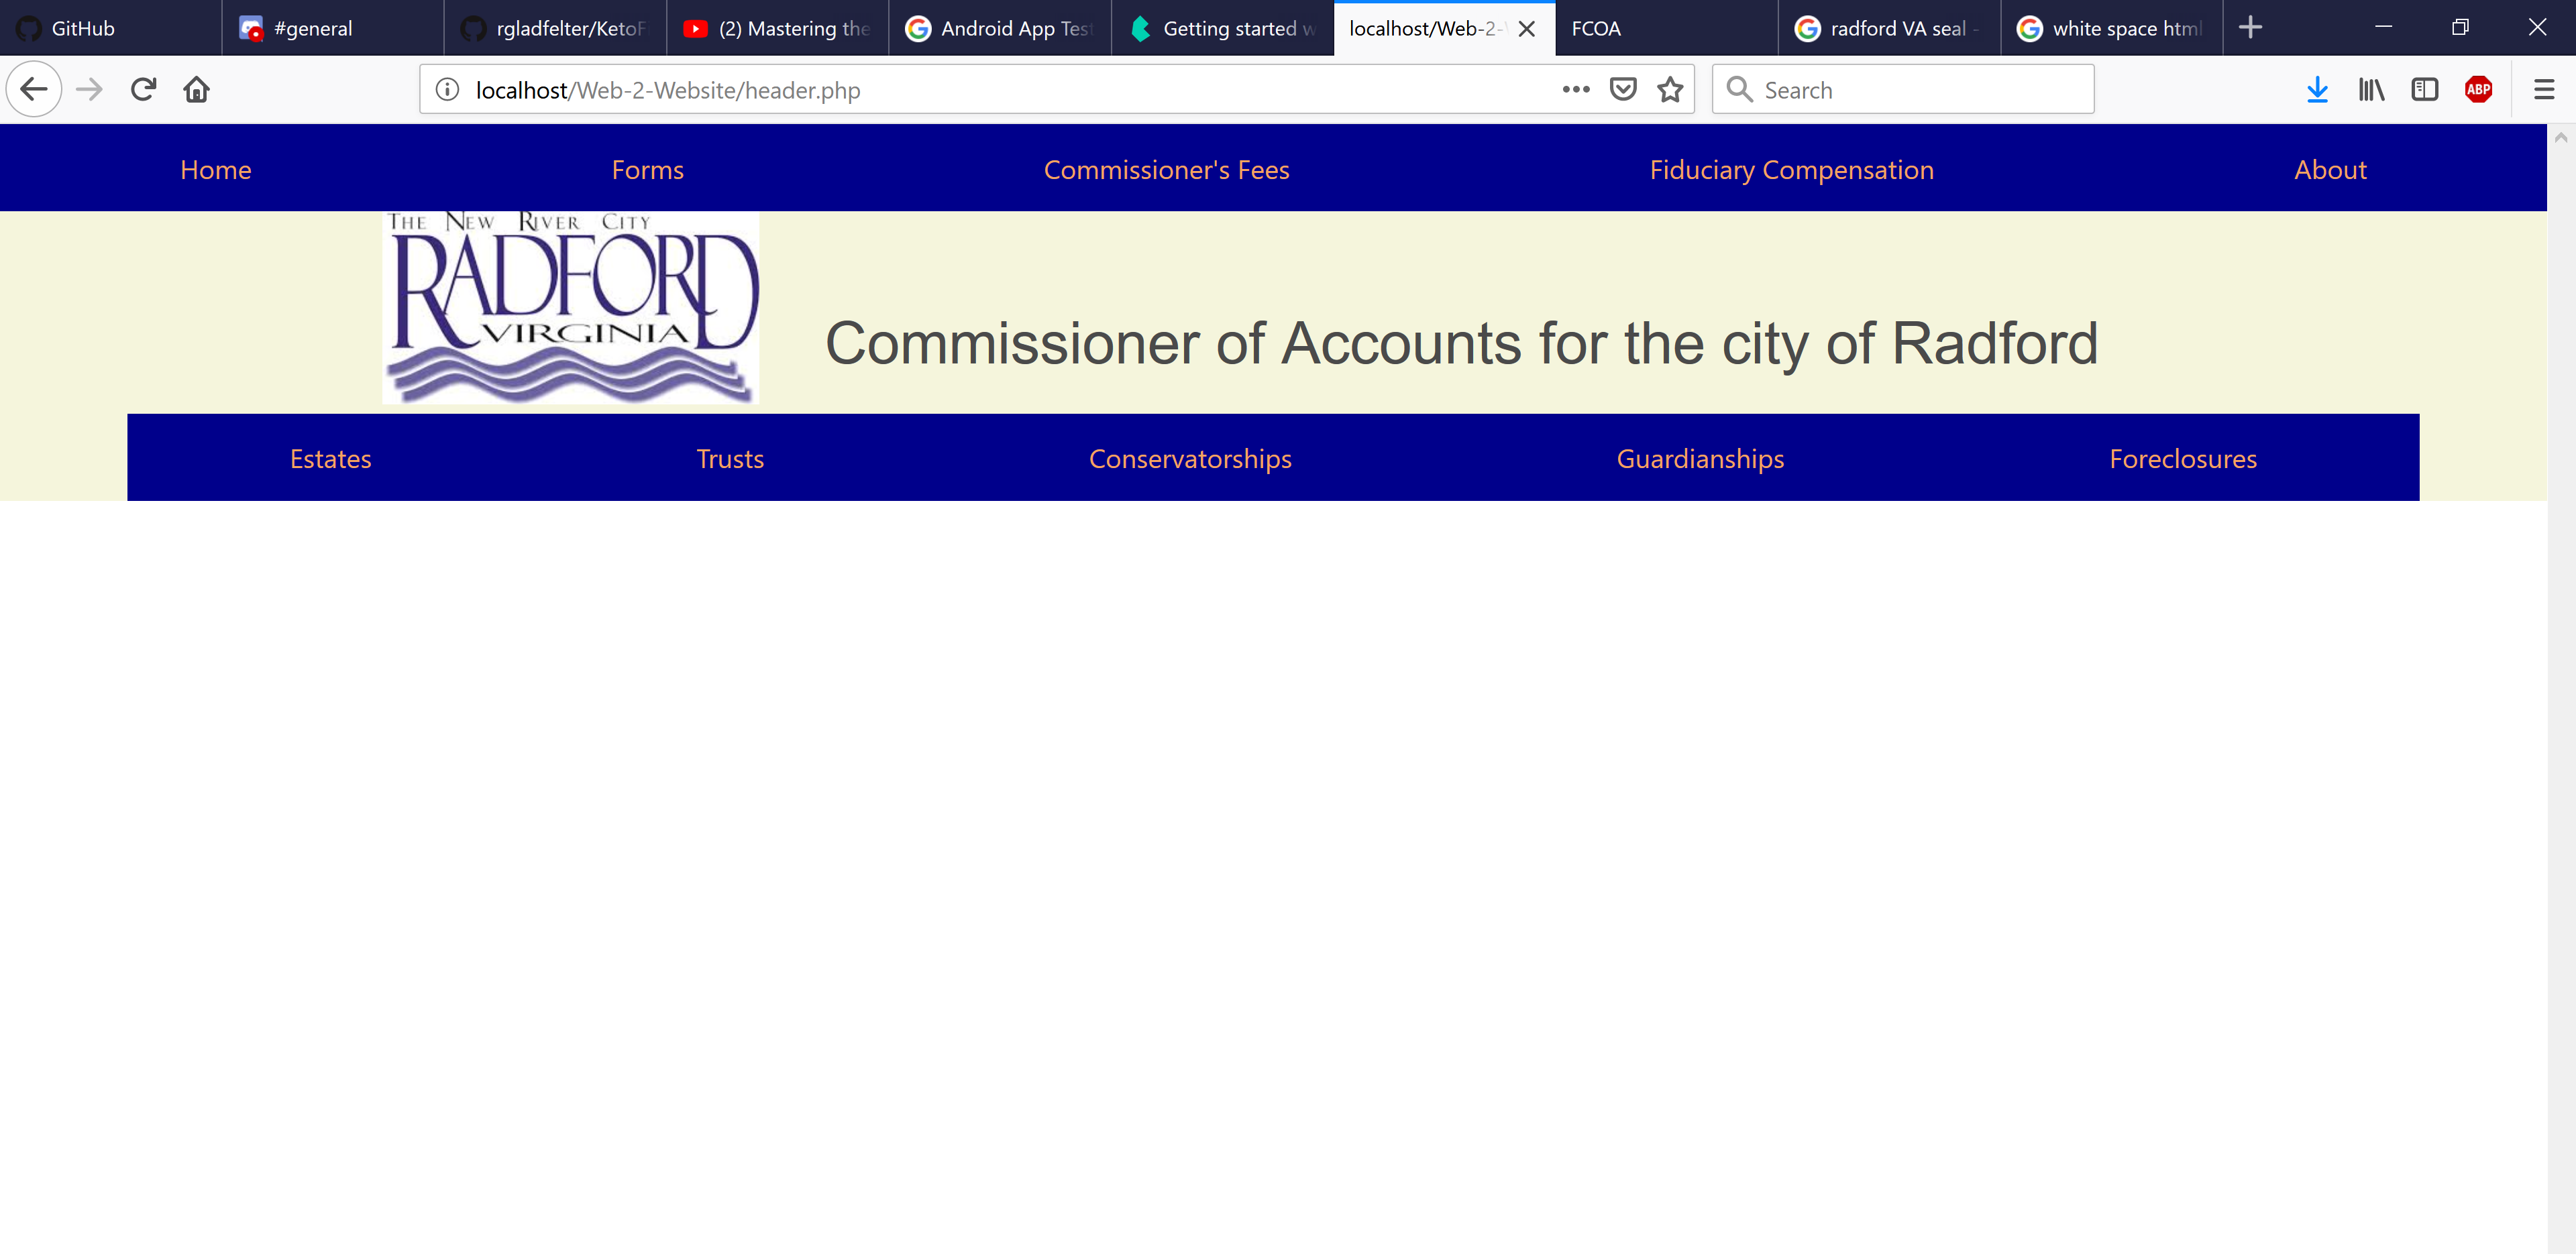 GitHub #general rgladfelter/KetoF (2) Mastering the Android App Test Getting started w localhost/Web-2- FCOA radford VA seal - white space html
localhost/Web-2-Website/header.php Search ABP
Home Forms Commissioner's Fees Fiduciary Compensation About
THE NEW RIVER CITY
RADFORD
VIRGINIA
Commissioner of Accounts for the city of Radford
Estates Trusts Conservatorships Guardianships Foreclosures